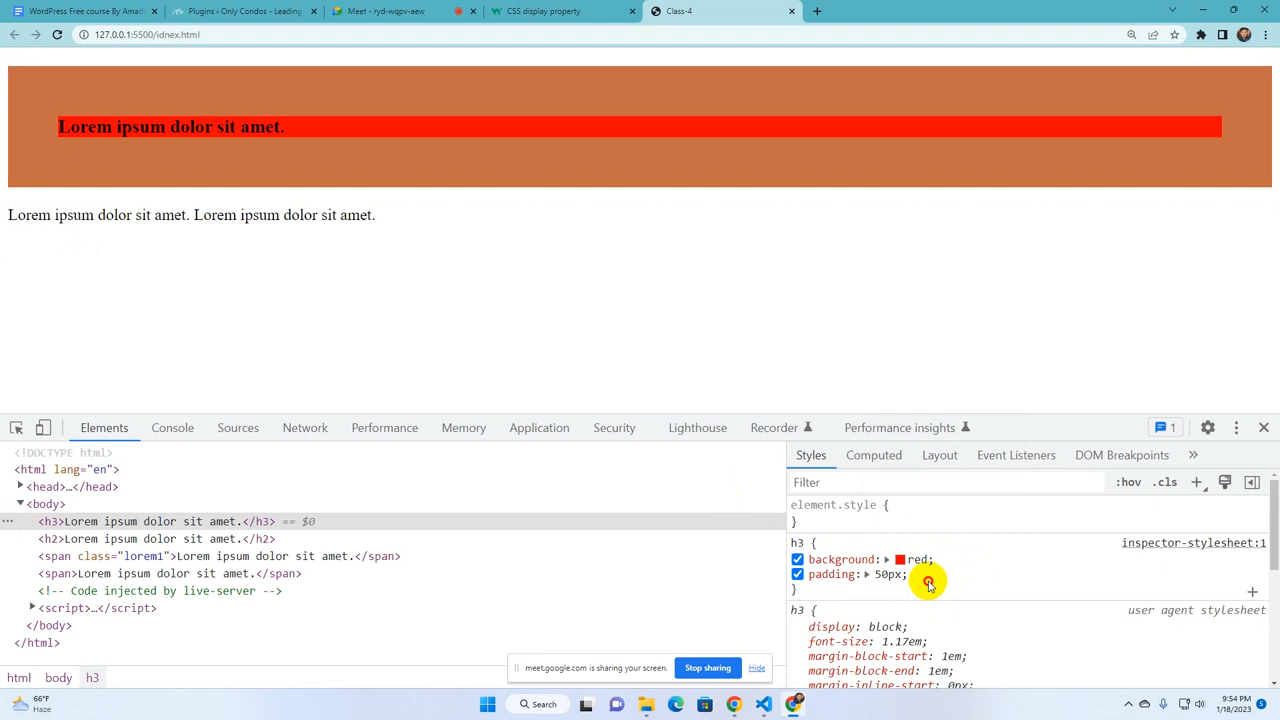 WordPress Free course By Amad
Plugins ‹ Only Condos - Leading
Meet - ryd-wqpv-aew
CSS display property
Class-4
127.0.0.1:5500/idnex.html
Lorem ipsum dolor sit amet.
Lorem ipsum dolor sit amet. Lorem ipsum dolor sit amet.
Elements
Console
Sources
Network
Performance
Memory
Application
Security
Lighthouse
Recorder
Performance insights
1
<!DOCTYPE html>
<html lang="en">
<head>…</head>
<body>
<h3>Lorem ipsum dolor sit amet.</h3> == $0
<h2>Lorem ipsum dolor sit amet.</h2>
<span class="lorem1">Lorem ipsum dolor sit amet.</span>
<span>Lorem ipsum dolor sit amet.</span>
<!-- Code injected by live-server -->
<script>…</script>
</body>
</html>
html body h3
Styles
Computed
Layout
Event Listeners
DOM Breakpoints
Filter
:hov .cls
element.style {
}
h3 {
inspector-stylesheet:1
background: red;
padding: 50px;
}
h3 {
user agent stylesheet
display: block;
font-size: 1.17em;
margin-block-start: 1em;
margin-block-end: 1em;
margin-inline-start: 0px;
meet.google.com is sharing your screen.
Stop sharing
Hide
66°F
Haze
Search
9:54 PM
1/18/2023
5